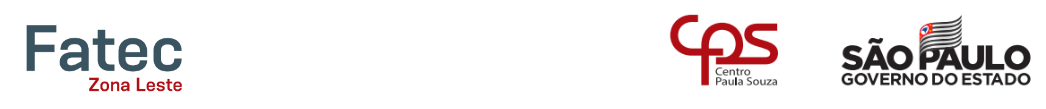 Fatec
Zona Leste
CPS
Centro
Paula Souza
SÃO PAULO
GOVERNO DO ESTADO